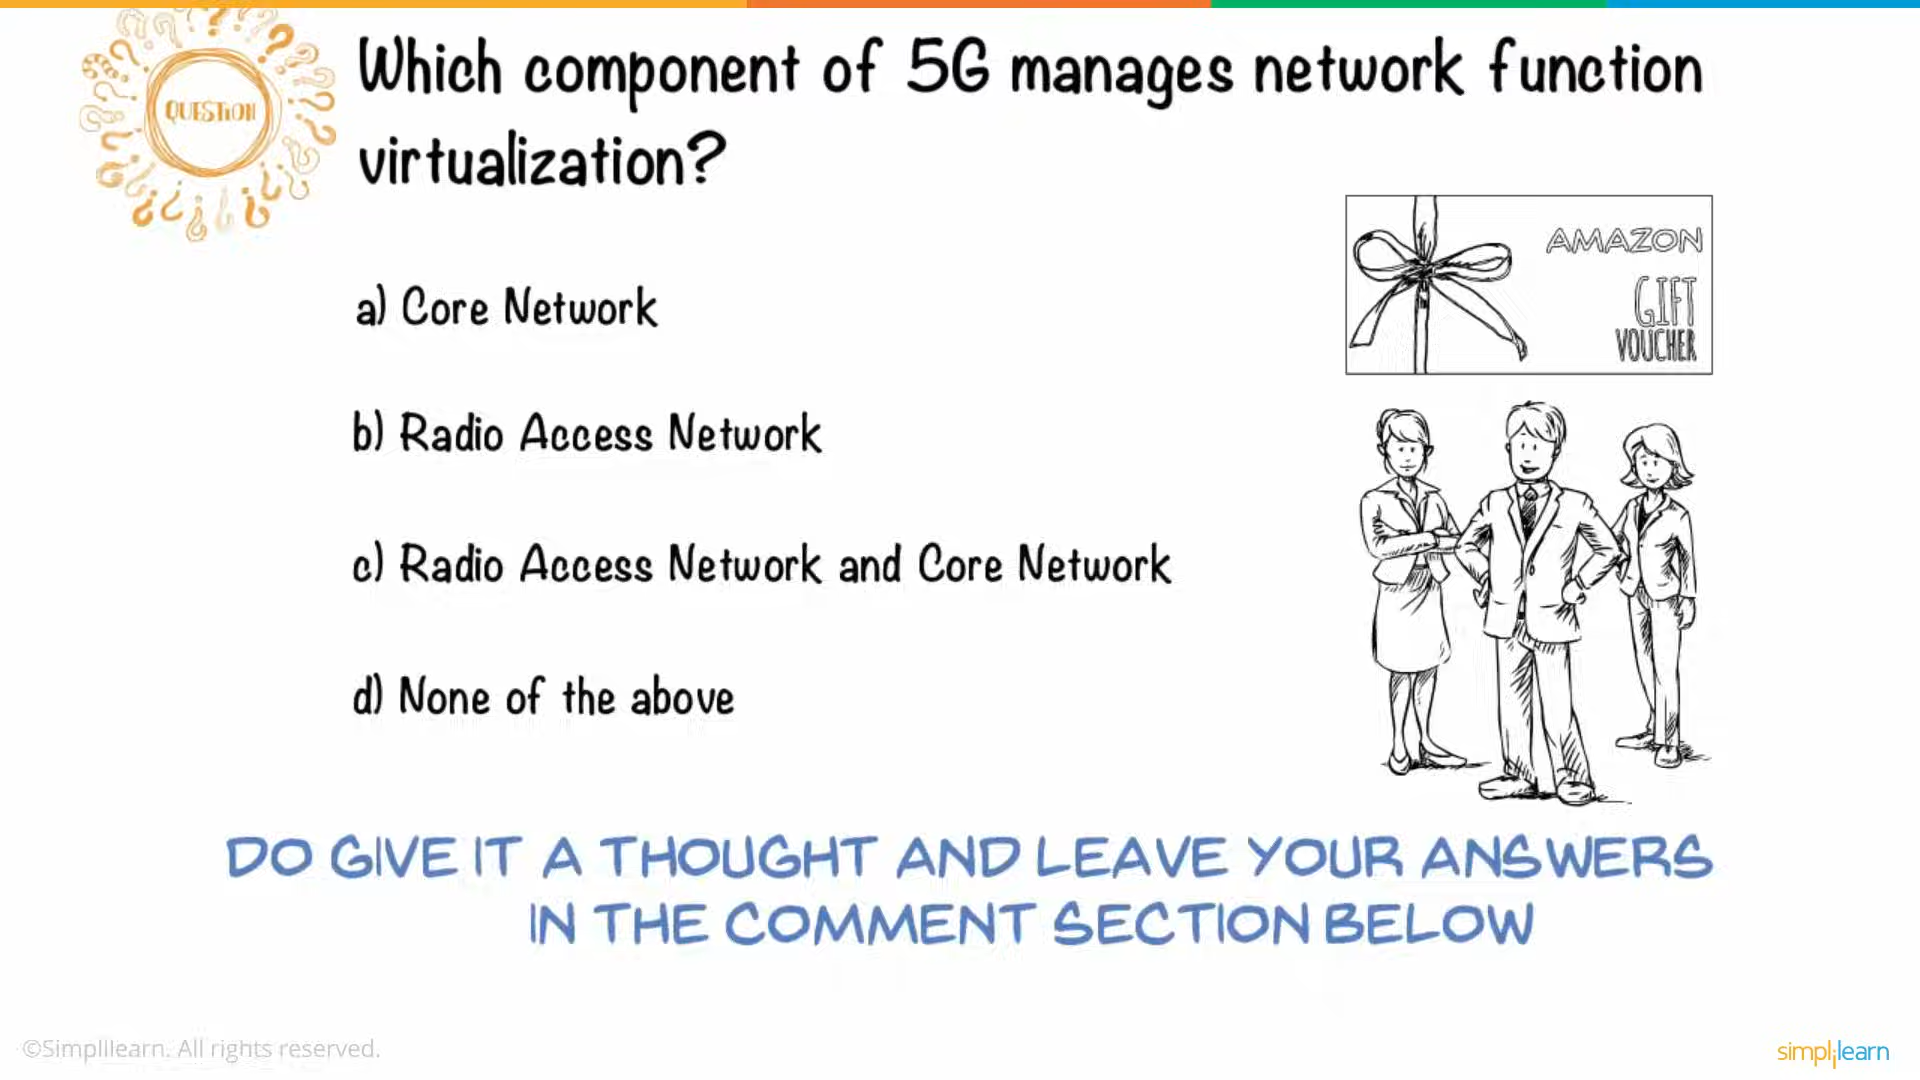 QUESTION
Which component of 5G manages network function
virtualization?
AMAZON
GIFT
VOUCHER
a) Core Network
b) Radio Access Network
c) Radio Access Network and Core Network
d) None of the above
DO GIVE IT A THOUGHT AND LEAVE YOUR ANSWERS
IN THE COMMENT SECTION BELOW
©Simplilearn. All rights reserved.
simplilearn